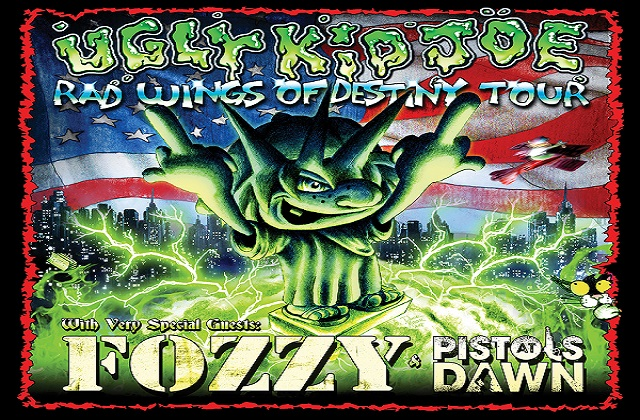 UGLY KID JOE
RAD WINGS OF DESTINY TOUR
With Very Special Guests:
FOZZY & PISTOLS AT DAWN